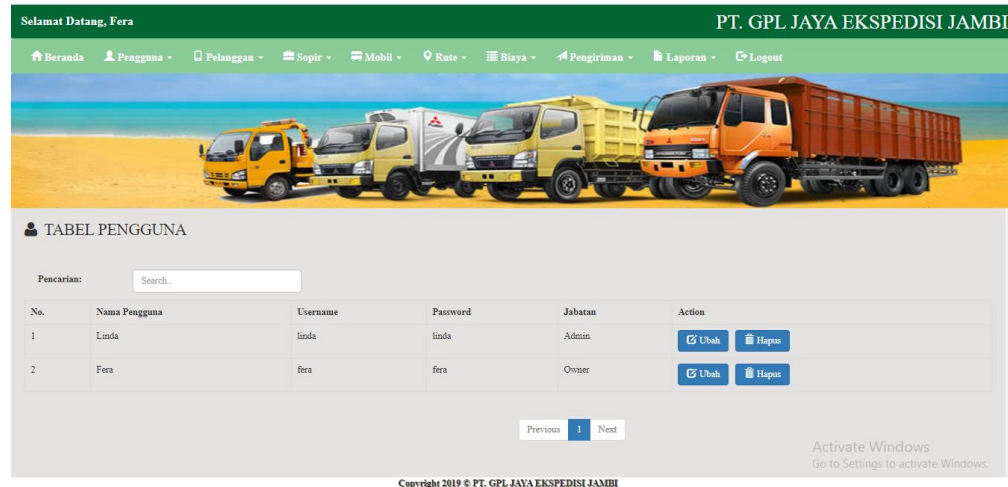 Selamat Datang, Fera PT. GPL JAYA EKSPEDISI JAMBI
Beranda Pengguna Pelanggan Sopir Mobil Rute Biaya Pengiriman Laporan Logout
TABEL PENGGUNA
Pencarian: Search..
No. Nama Pengguna Username Password Jabatan Action
1 Linda linda linda Admin Ubah Hapus
2 Fera fera fera Owner Ubah Hapus
Previous 1 Next
Activate Windows
Go to Settings to activate Windows.
Copyright 2019 © PT. GPL JAYA EKSPEDISI JAMBI